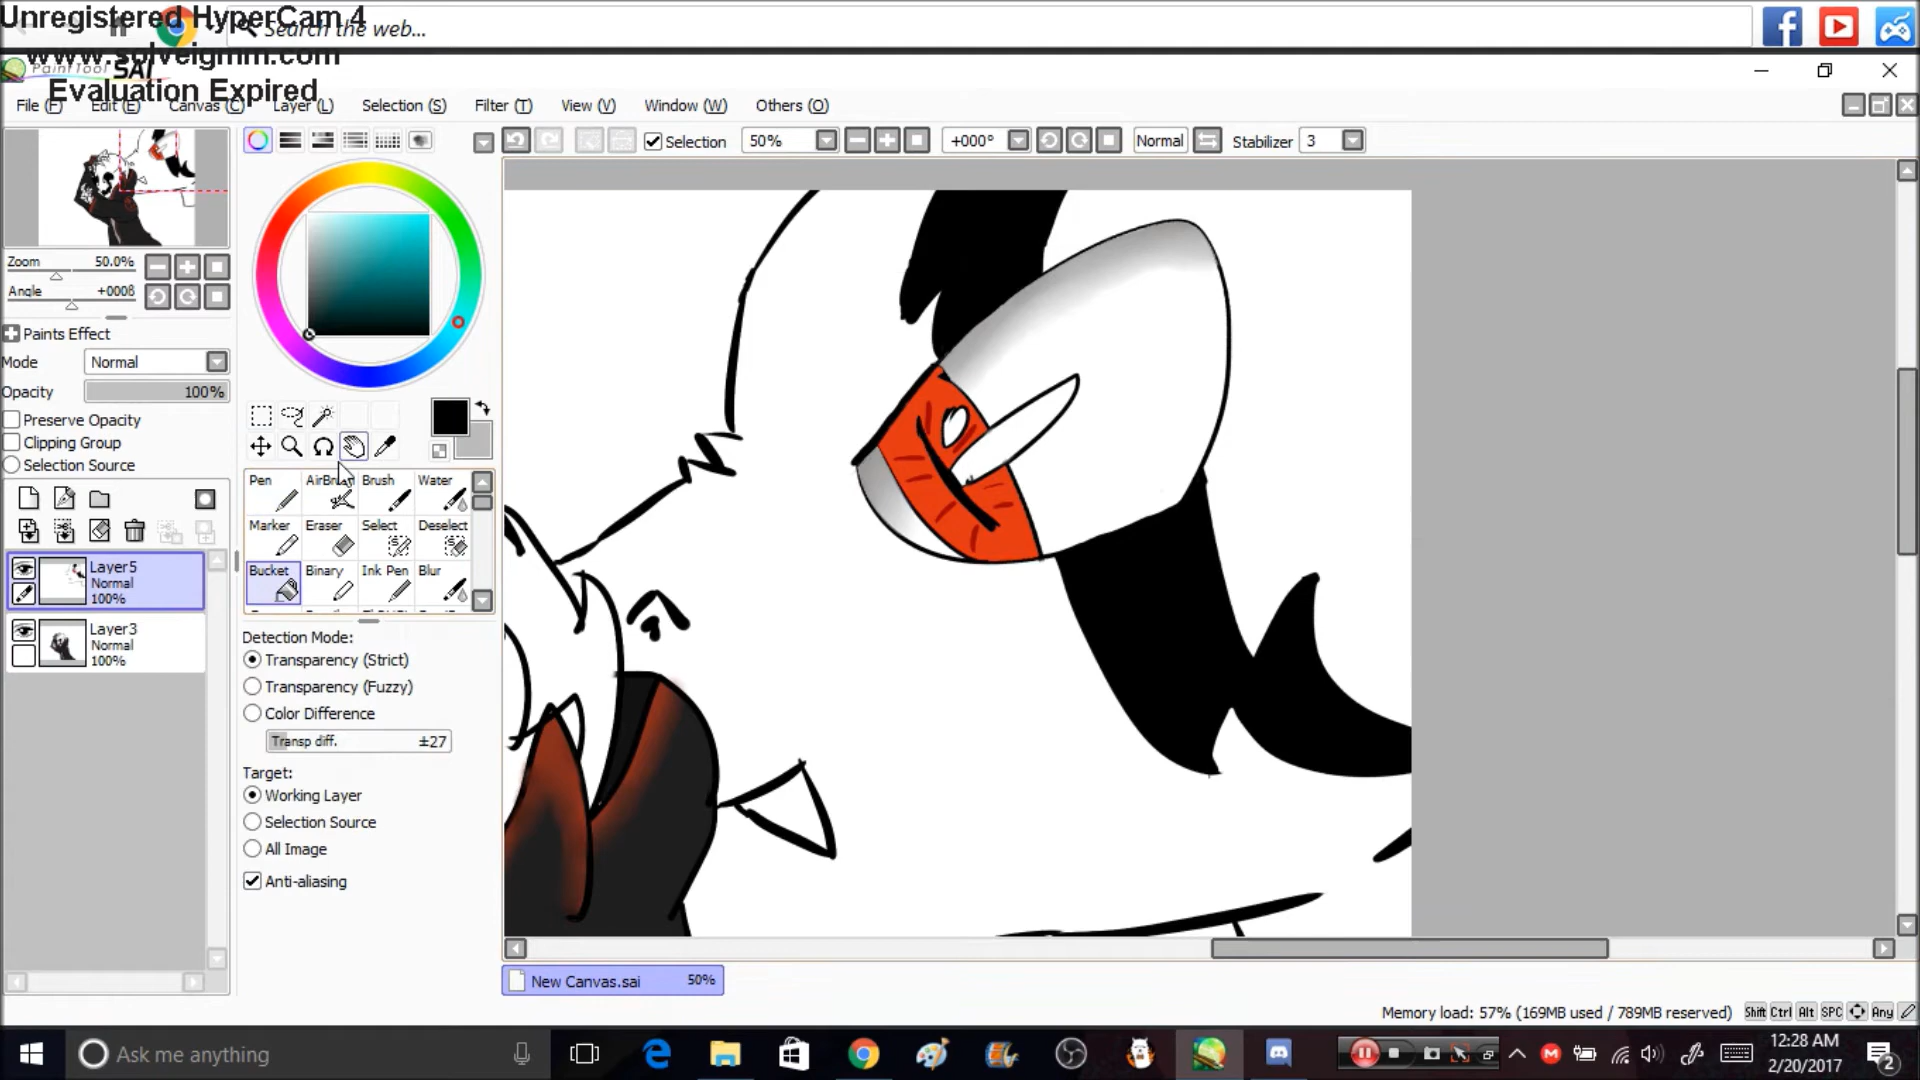 Unregistered HyperCam 4
Search the web...
www.solveigmm.com
PaintTool SAI
Evaluation Expired
File (F) Edit (E) Canvas (C) Layer (L) Selection (S) Filter (T) View (V) Window (W) Others (O)
Selection 50% +000° Normal Stabilizer 3
Zoom 50.0%
Angle +0008
Paints Effect
Mode Normal
Opacity 100%
Preserve Opacity
Clipping Group
Selection Source
Pen AirBrush Brush Water
Marker Eraser Select Deselect
Bucket Binary Ink Pen Blur
Layer5
Normal
100%
Layer3
Normal
100%
Detection Mode:
Transparency (Strict)
Transparency (Fuzzy)
Color Difference
Transp diff. ±27
Target:
Working Layer
Selection Source
All Image
Anti-aliasing
New Canvas.sai 50%
Memory load: 57% (169MB used / 789MB reserved) Shift Ctrl Alt SPC Any
Ask me anything
12:28 AM
2/20/2017
2